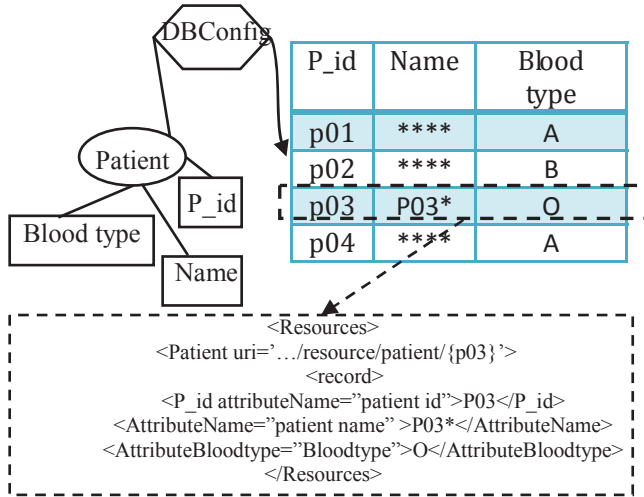 DBConfig
Patient
P_id
Blood type
Name
P_id Name Blood type
p01 **** A
p02 **** B
p03 P03* O
p04 **** A
<Resources>
<Patient uri=’…/resource/patient/{p03}’>
<record>
<P_id attributeName=”patient id”>P03</P_id>
<AttributeName=”patient name” >P03*</AttributeName>
<AttributeBloodtype=”Bloodtype”>O</AttributeBloodtype>
</Resources>